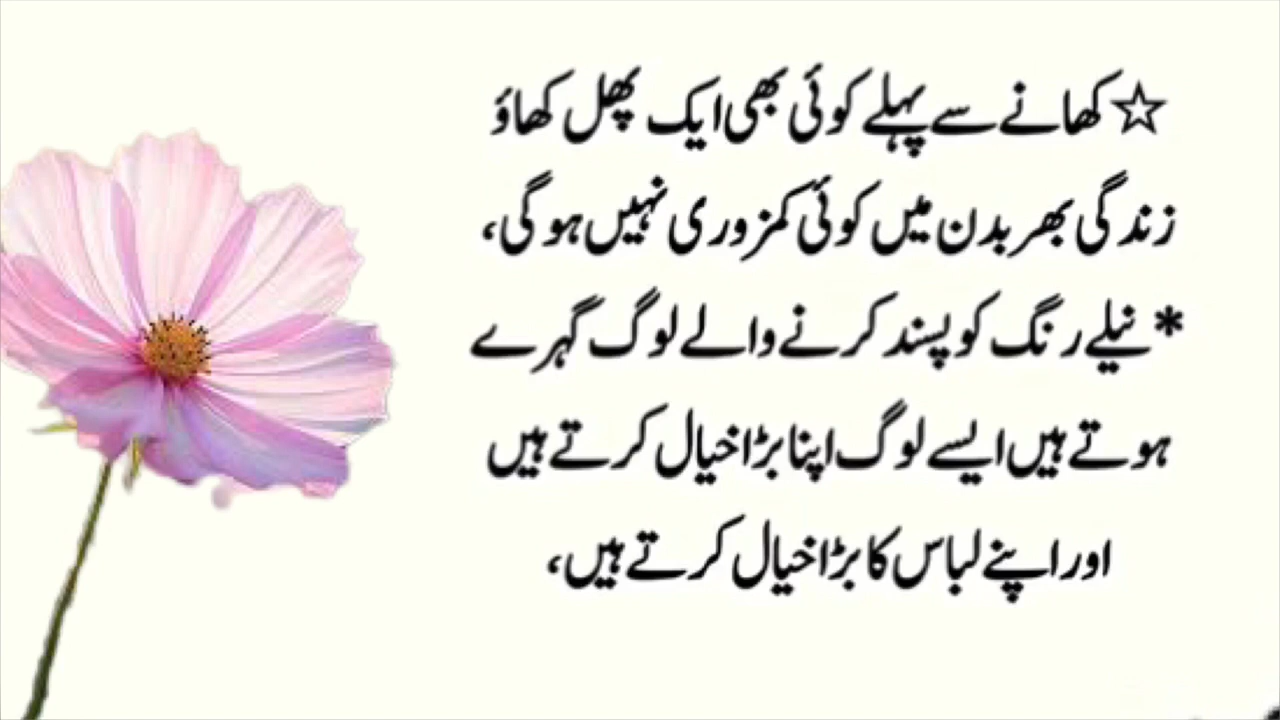 ☆کھانے سے پہلے کوئی بھی ایک پھل کھاؤ
زندگی بھر بدن میں کوئی کمزوری نہیں ہوگی،
*نیلے رنگ کو پسند کرنے والے لوگ گہرے
ہوتے ہیں ایسے لوگ اپنا بڑا خیال کرتے ہیں
اور اپنے لباس کا بڑا خیال کرتے ہیں،